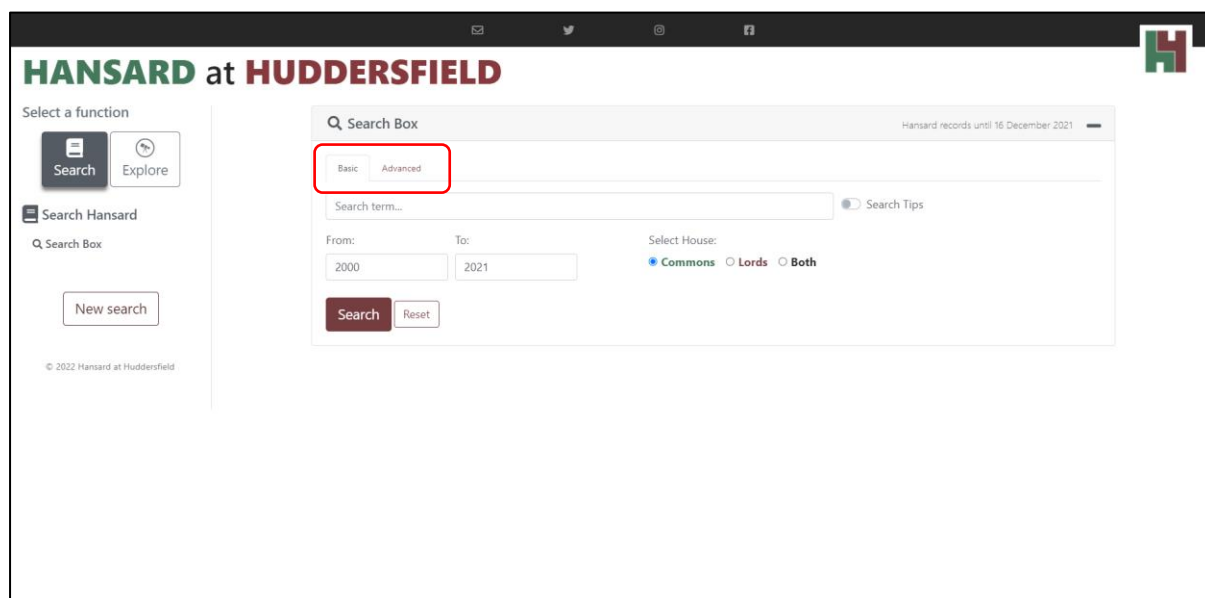 HANSARD at HUDDERSFIELD
Select a function
Search Explore
Search Hansard
Search Box
New search
© 2022 Hansard at Huddersfield
Search Box
Hansard records until 16 December 2021
Basic Advanced
Search term...
Search Tips
From: To: Select House:
2000 2021 Commons Lords Both
Search Reset